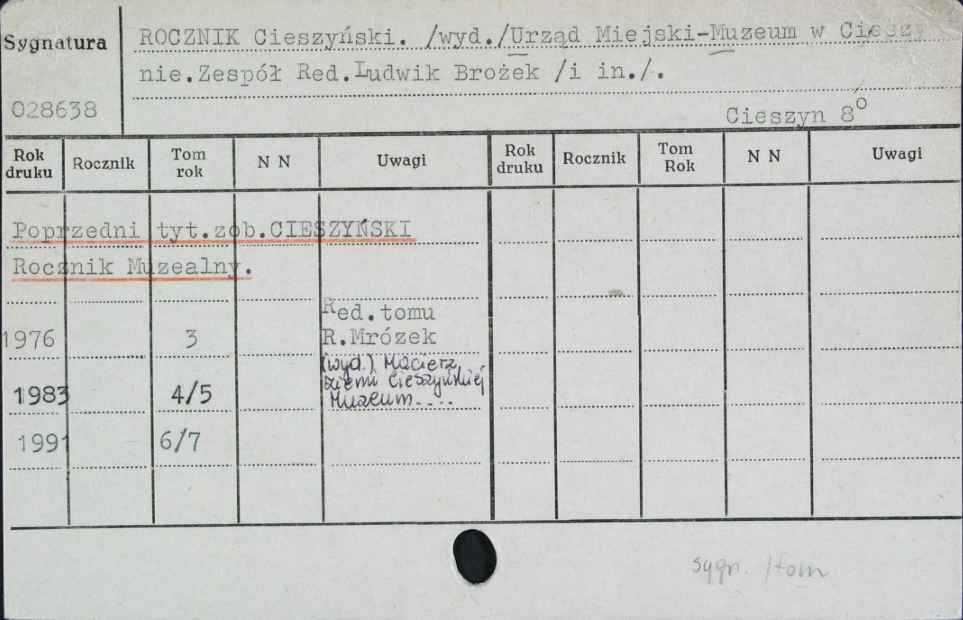 Sygnatura
ROCZNIK Cieszyński. /wyd./Urząd Miejski-Muzeum w Cieszy
nie.Zespół Red.Ludwik Brożek /i in./.
028638
Cieszyn 8°
Rok druku Rocznik Tom rok N N Uwagi Rok druku Rocznik Tom Rok N N Uwagi
Poprzedni tyt.zob.CIESZYŃSKI
Rocznik Muzealny.
Red.tomu
1976 3 R.Mrózek
(wyd.) Macierz
1983 4/5 ziemi Cieszyńskiej
Muzeum....
1991 6/7
sygn. /tom